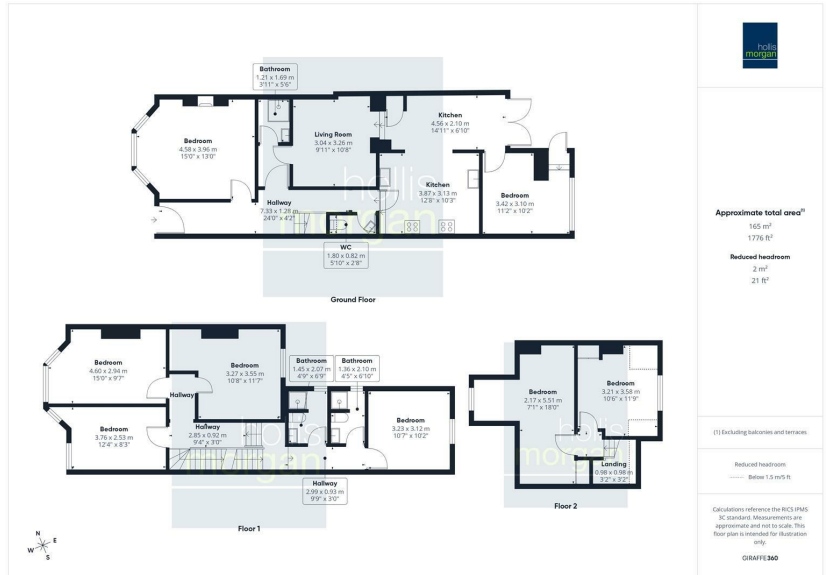 Bathroom
1.21 x 1.69 m
3'11" x 5'6"
Bedroom
4.58 x 3.96 m
15'0" x 13'0"
Living Room
3.04 x 3.26 m
9'11" x 10'8"
Kitchen
4.56 x 2.10 m
14'11" x 6'10"
Kitchen
3.87 x 3.13 m
12'8" x 10'3"
Bedroom
3.42 x 3.10 m
11'2" x 10'2"
Hallway
7.33 x 1.28 m
24'0" x 4'2"
WC
1.80 x 0.82 m
5'10" x 2'8"
hollis
morgan
Ground Floor
Bedroom
4.60 x 2.94 m
15'0" x 9'7"
Bedroom
3.27 x 3.55 m
10'8" x 11'7"
Bathroom
1.45 x 2.07 m
4'9" x 6'9"
Bathroom
1.36 x 2.10 m
4'5" x 6'10"
Hallway
Bedroom
3.76 x 2.53 m
12'4" x 8'3"
Hallway
2.85 x 0.92 m
9'4" x 3'0"
Bedroom
3.23 x 3.12 m
10'7" x 10'2"
Hallway
2.99 x 0.93 m
9'9" x 3'0"
hollis
morgan
Floor 1
Bedroom
2.17 x 5.51 m
7'1" x 18'0"
Bedroom
3.21 x 3.58 m
10'6" x 11'9"
Landing
0.98 x 0.98 m
3'2" x 3'2"
hollis
morgan
Floor 2
N
W E
S
hollis
morgan
Approximate total area(1)
165 m²
1776 ft²
Reduced headroom
2 m²
21 ft²
(1) Excluding balconies and terraces
Reduced headroom
Below 1.5 m/5 ft
Calculations reference the RICS IPMS
3C standard. Measurements are
approximate and not to scale. This
floor plan is intended for illustration
only.
GIRAFFE360